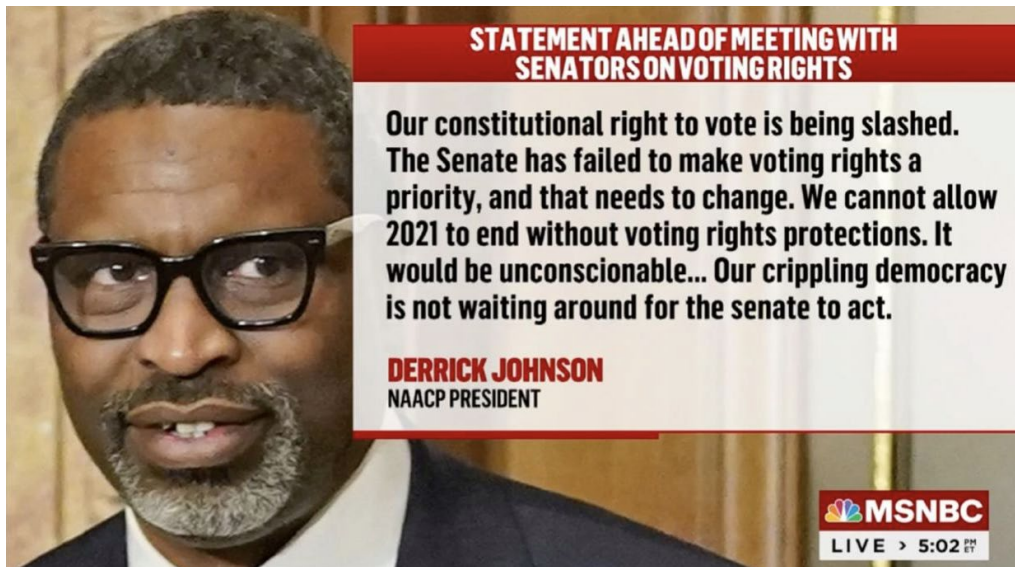 STATEMENT AHEAD OF MEETING WITH
SENATORS ON VOTING RIGHTS
Our constitutional right to vote is being slashed.
The Senate has failed to make voting rights a
priority, and that needs to change. We cannot allow
2021 to end without voting rights protections. It
would be unconscionable... Our crippling democracy
is not waiting around for the senate to act.
DERRICK JOHNSON
NAACP PRESIDENT
MSNBC
LIVE > 5:02 PM ET